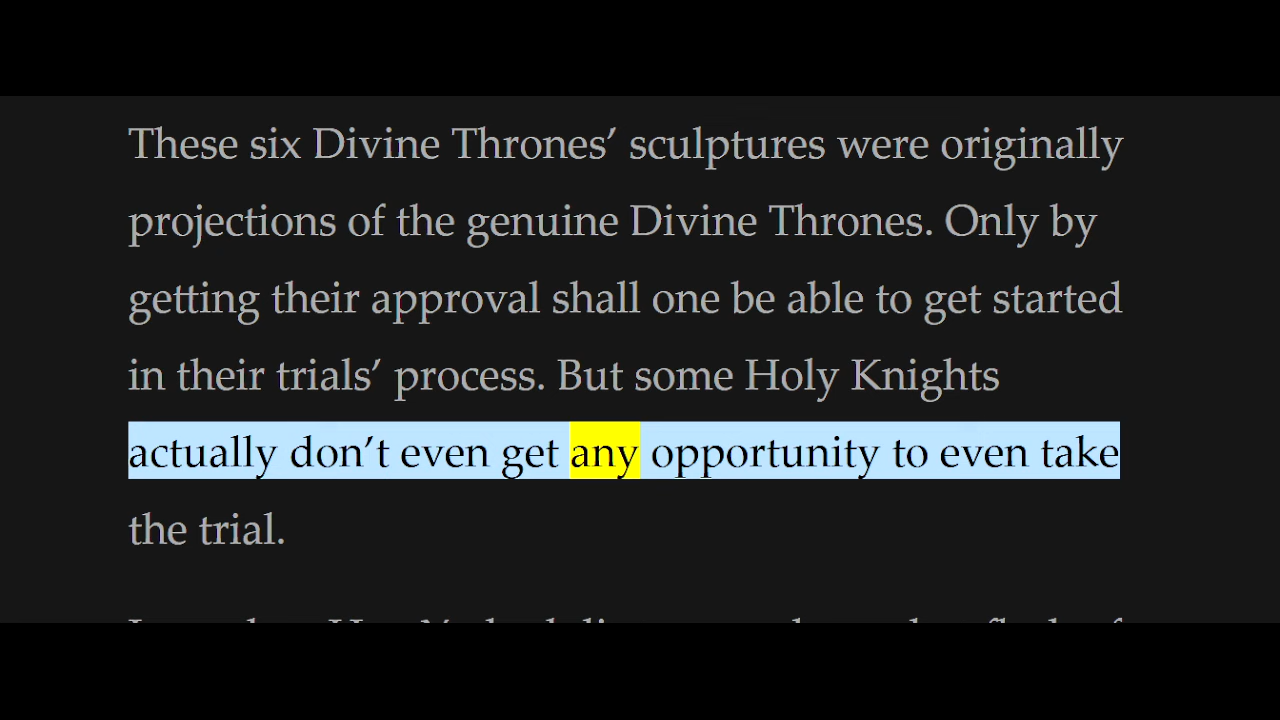 These six Divine Thrones’ sculptures were originally
projections of the genuine Divine Thrones. Only by
getting their approval shall one be able to get started
in their trials’ process. But some Holy Knights
actually don’t even get any opportunity to even take
the trial.